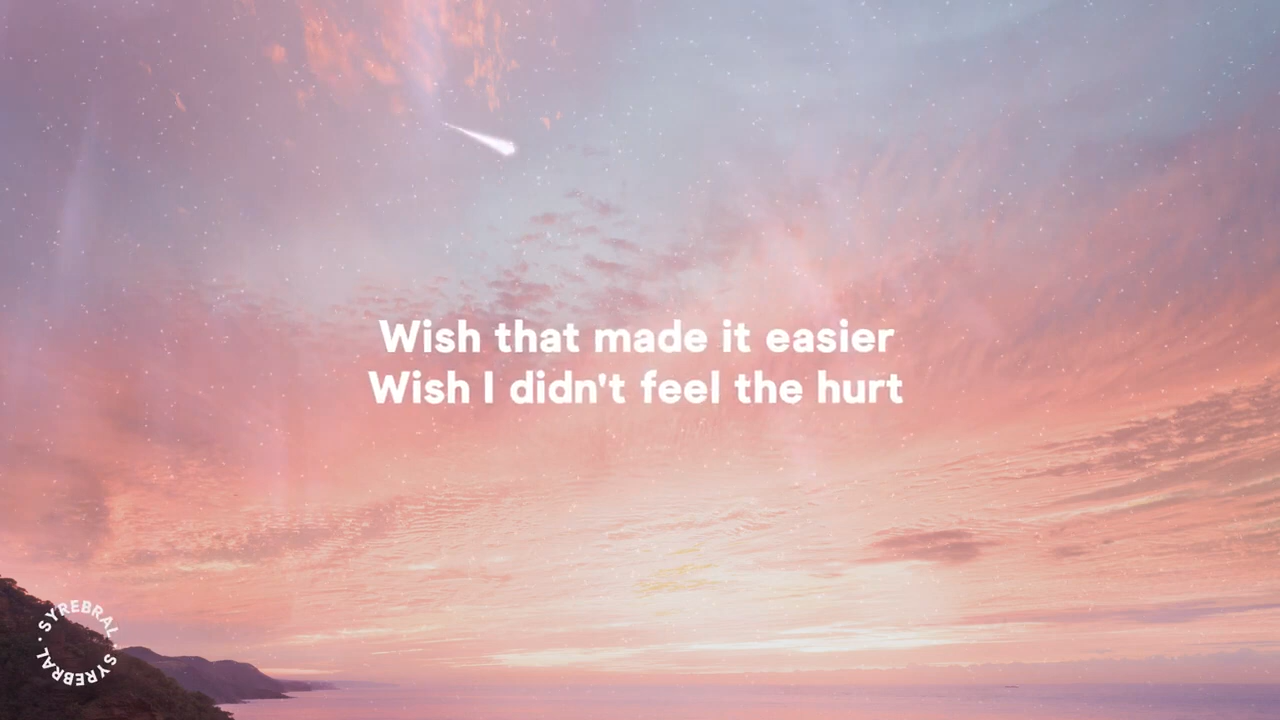 Wish that made it easier
Wish I didn't feel the hurt
SYREBRAL · SYREBRAL ·